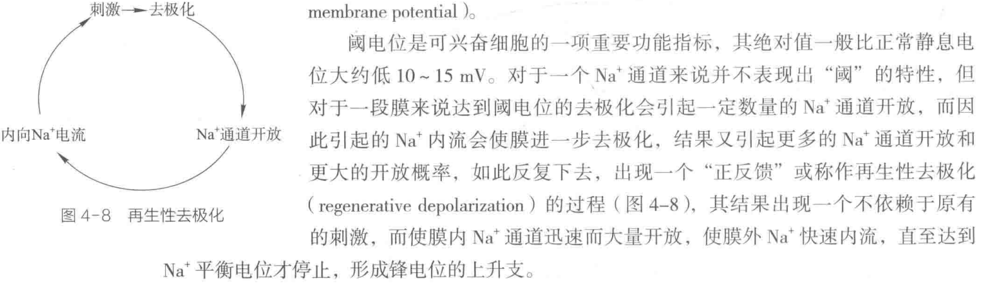 刺激→去极化
Na⁺通道开放
内向Na⁺电流
图 4-8 再生性去极化
membrane potential）。
阈电位是可兴奋细胞的一项重要功能指标，其绝对值一般比正常静息电
位大约低 10 ~ 15 mV。对于一个 Na⁺ 通道来说并不表现出“阈”的特性，但
对于一段膜来说达到阈电位的去极化会引起一定数量的 Na⁺ 通道开放，而因
此引起的 Na⁺ 内流会使膜进一步去极化，结果又引起更多的 Na⁺ 通道开放和
更大的开放概率，如此反复下去，出现一个“正反馈”或称作再生性去极化
（regenerative depolarization）的过程（图 4-8），其结果出现一个不依赖于原有
的刺激，而使膜内 Na⁺ 通道迅速而大量开放，使膜外 Na⁺ 快速内流，直至达到
Na⁺ 平衡电位才停止，形成锋电位的上升支。